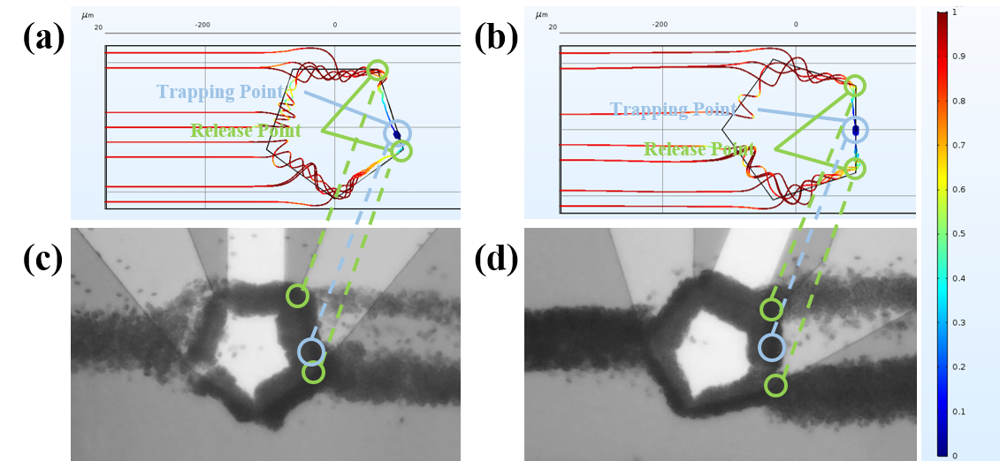 (a)
μm
-200
0
20
Trapping Point
Release Point
(b)
μm
-200
0
20
Trapping Point
Release Point
1
0.9
0.8
0.7
0.6
0.5
0.4
0.3
0.2
0.1
0
(c)
(d)